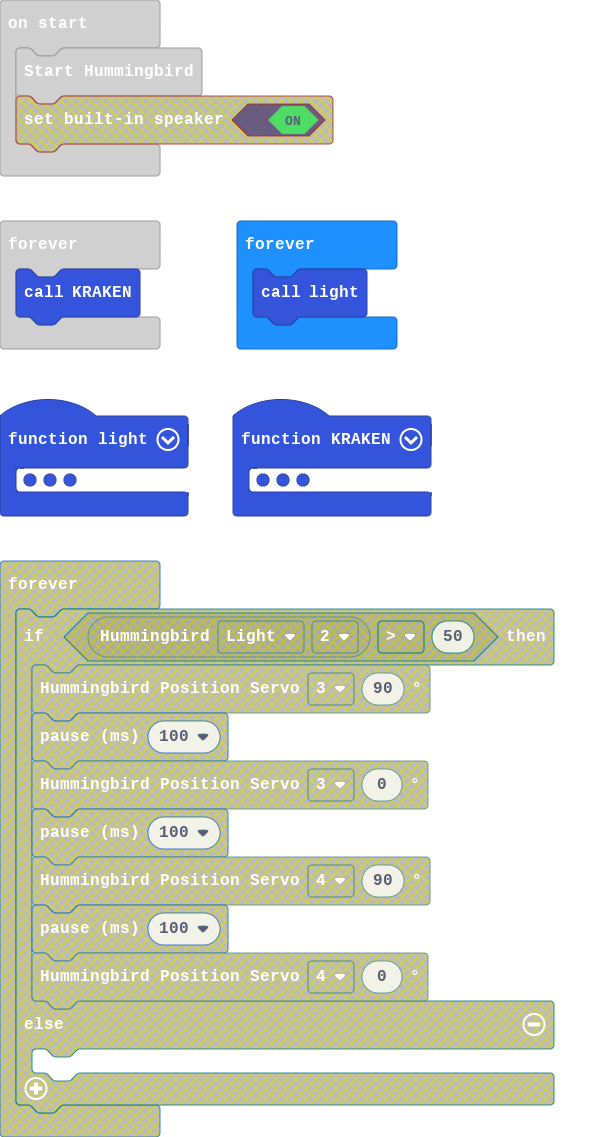 on start
Start Hummingbird
set built-in speaker ON
forever
call KRAKEN
forever
call light
function light
function KRAKEN
forever
if Hummingbird Light 2 > 50 then
Hummingbird Position Servo 3 90 °
pause (ms) 100
Hummingbird Position Servo 3 0 °
pause (ms) 100
Hummingbird Position Servo 4 90 °
pause (ms) 100
Hummingbird Position Servo 4 0 °
else